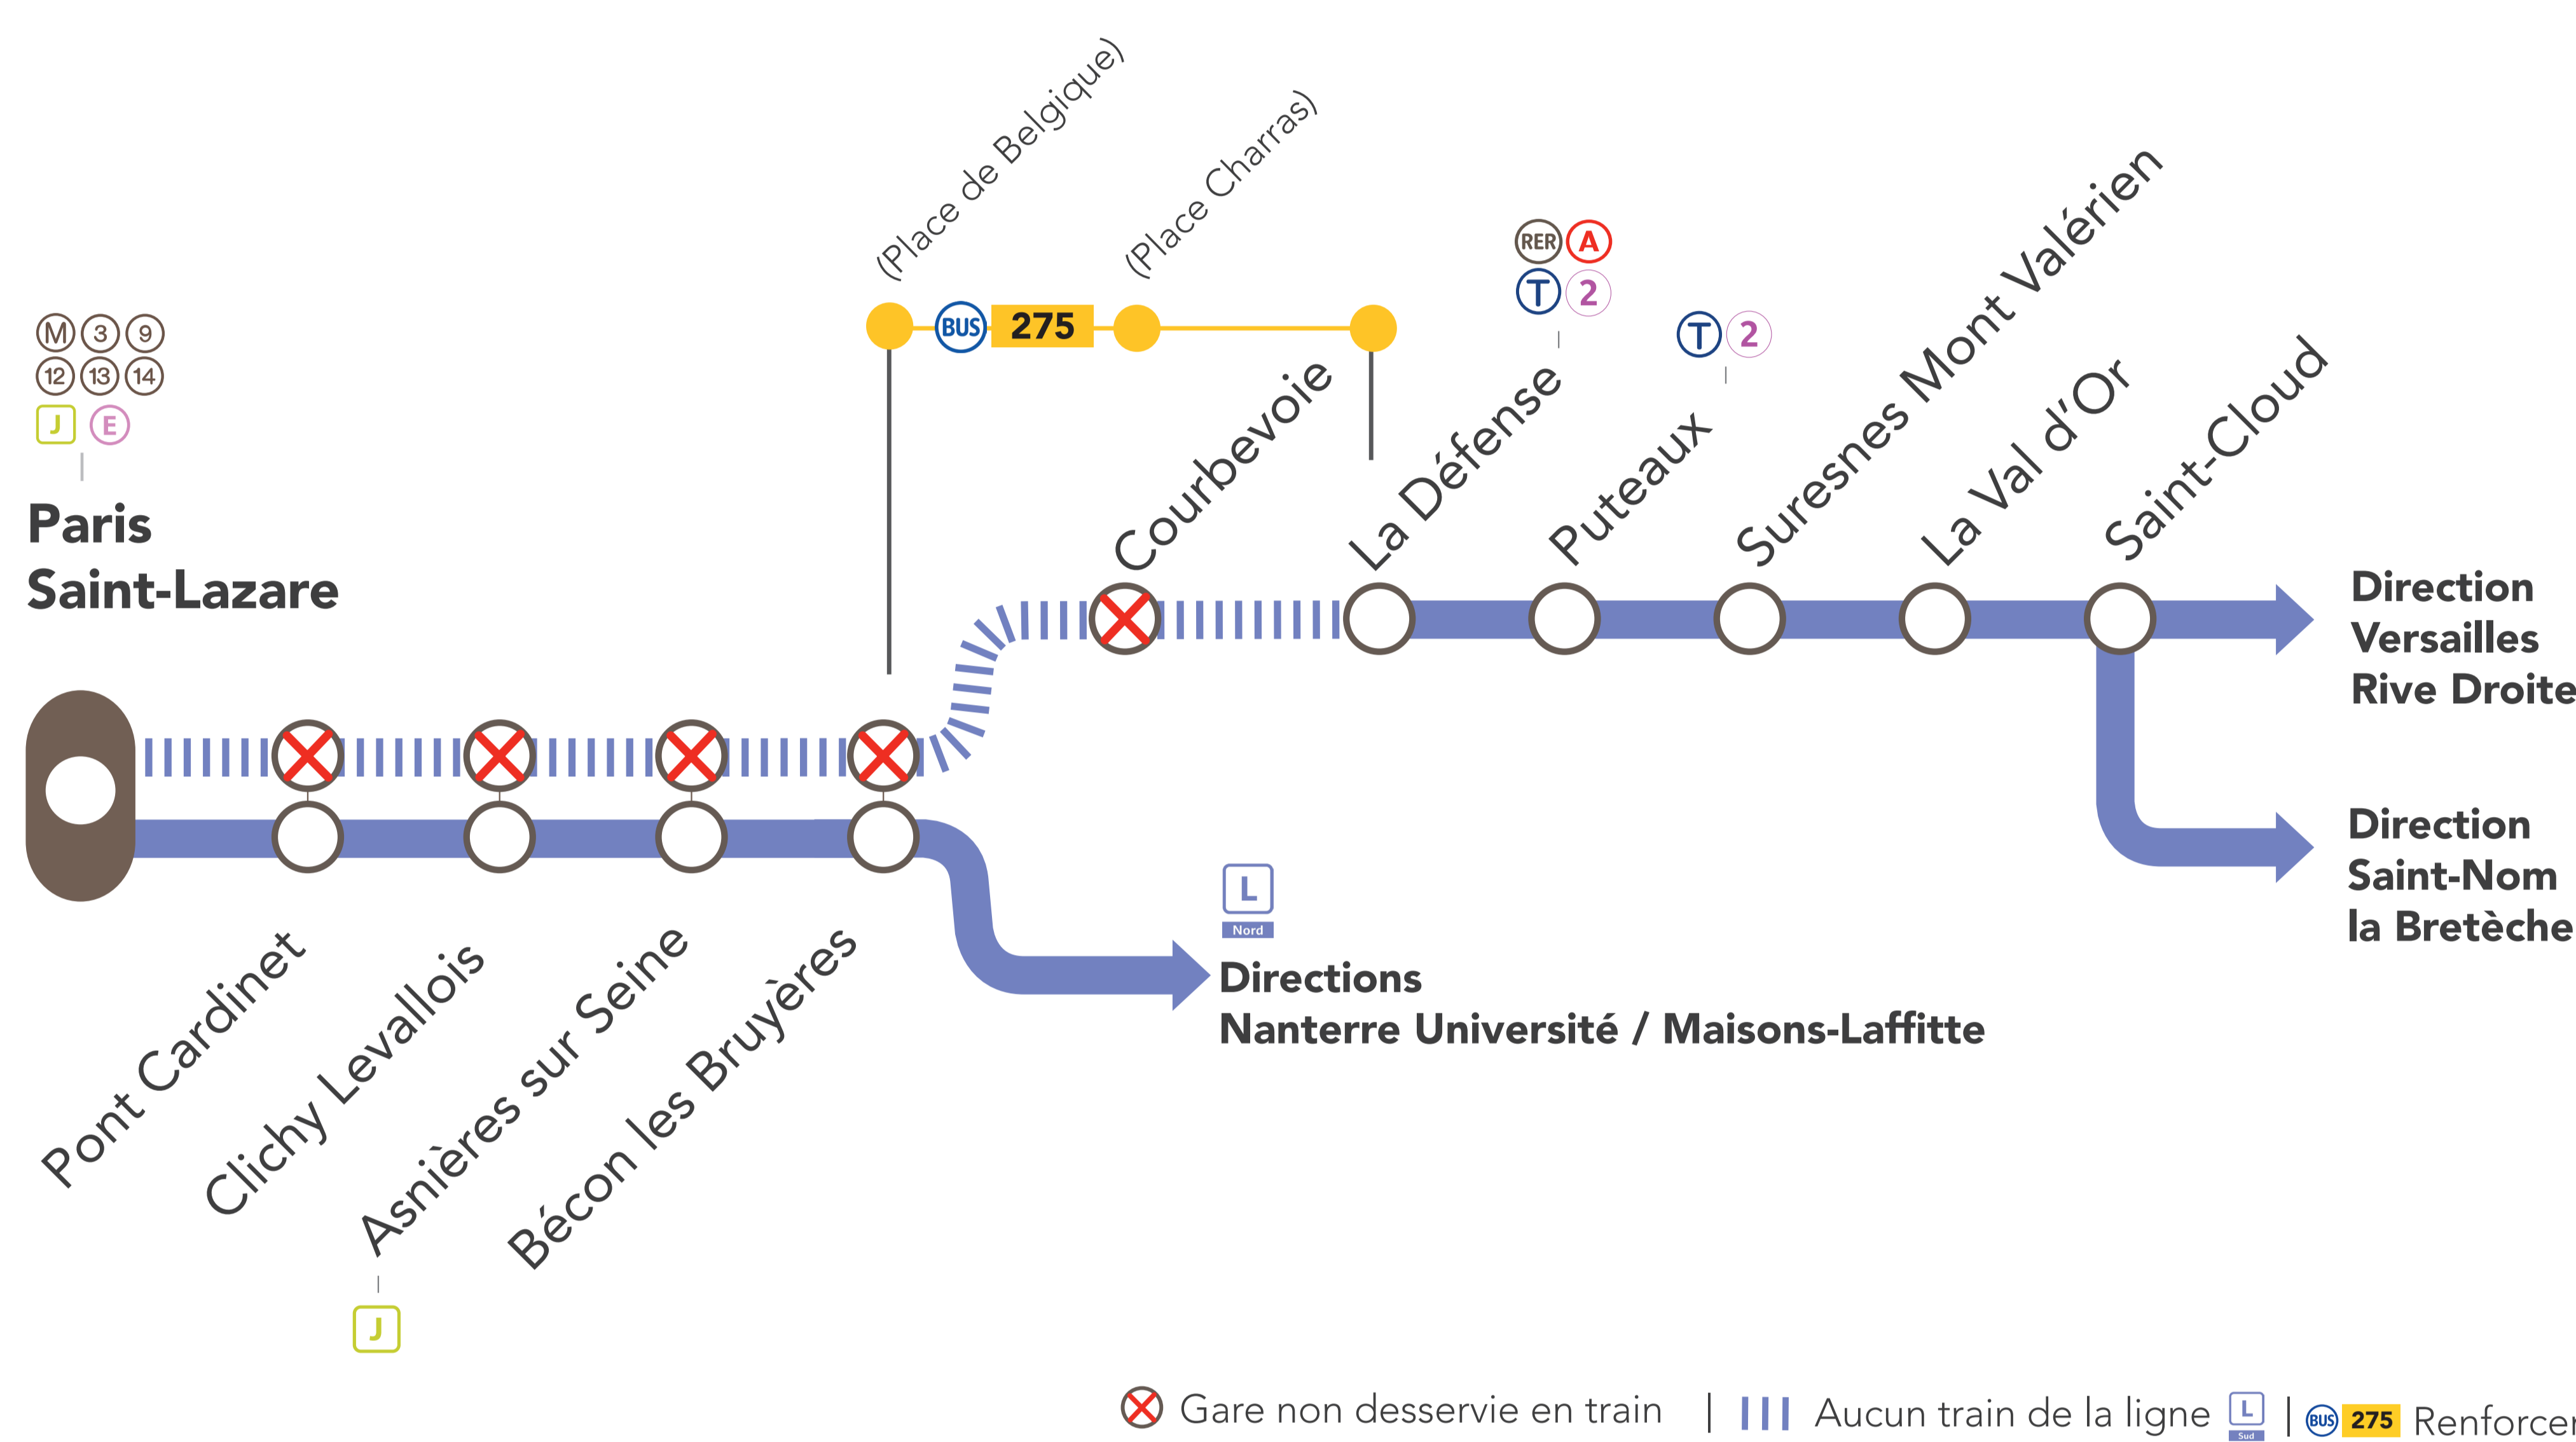 (Place de Belgique)
(Place Charras)
BUS 275
RER A
T 2
T 2
M 3 9
12 13 14
J E
Paris
Saint-Lazare
Courbevoie
La Défense
Puteaux
Suresnes Mont Valérien
La Val d'Or
Saint-Cloud
Direction
Versailles
Rive Droite
Direction
Saint-Nom
la Bretèche
L
Nord
Directions
Nanterre Université / Maisons-Laffitte
Pont Cardinet
Clichy Levallois
Asnières sur Seine
Bécon les Bruyères
J
Gare non desservie en train | Aucun train de la ligne L Sud | BUS 275 Renforcer